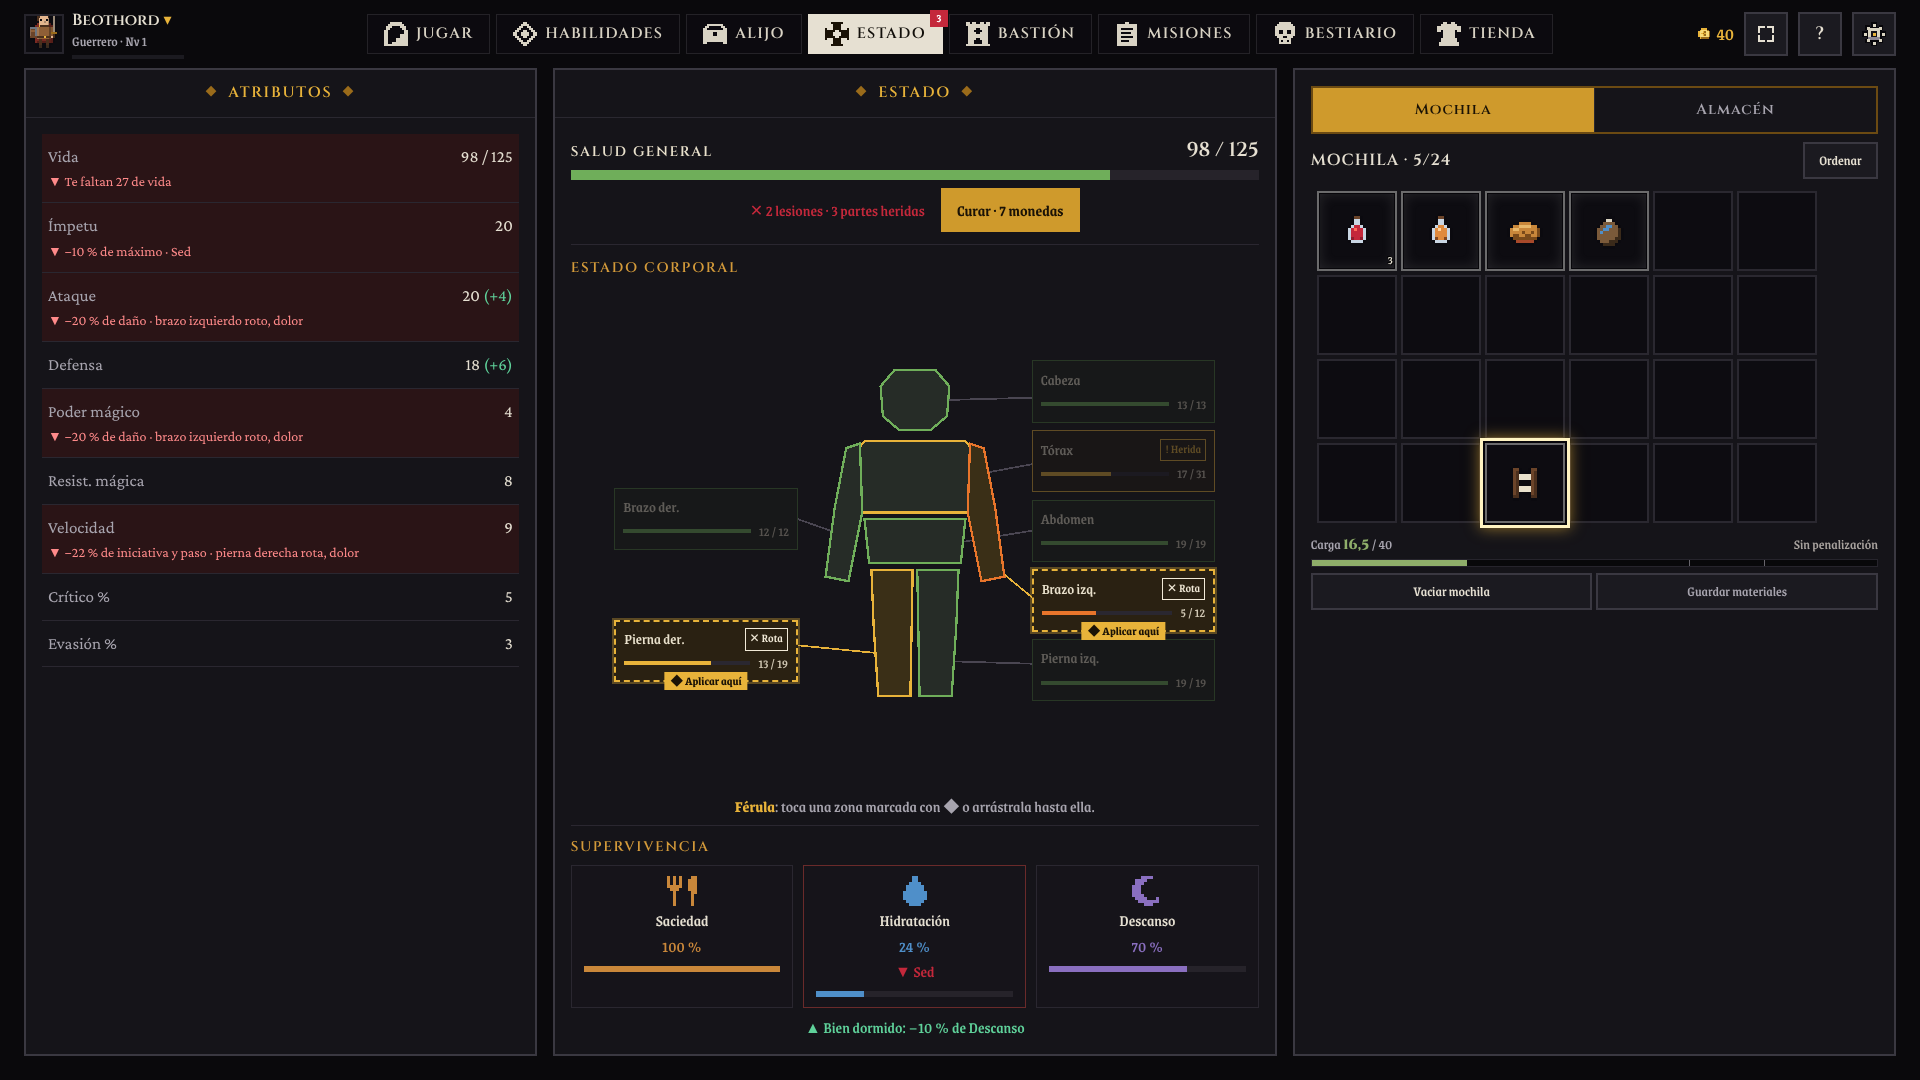 BEOTHORD ▼
Guerrero · Nv 1
JUGAR
HABILIDADES
ALIJO
ESTADO
3
BASTIÓN
MISIONES
BESTIARIO
TIENDA
40
?
ATRIBUTOS
Vida 98 / 125
▼ Te faltan 27 de vida
Ímpetu 20
▼ −10 % de máximo · Sed
Ataque 20 (+4)
▼ −20 % de daño · brazo izquierdo roto, dolor
Defensa 18 (+6)
Poder mágico 4
▼ −20 % de daño · brazo izquierdo roto, dolor
Resist. mágica 8
Velocidad 9
▼ −22 % de iniciativa y paso · pierna derecha rota, dolor
Crítico % 5
Evasión % 3
ESTADO
SALUD GENERAL 98 / 125
✕ 2 lesiones · 3 partes heridas
Curar · 7 monedas
ESTADO CORPORAL
Cabeza
13 / 13
Tórax ! Herida
17 / 31
Brazo der.
12 / 12
Abdomen
19 / 19
Brazo izq. ✕ Rota
5 / 12
◆ Aplicar aquí
Pierna der. ✕ Rota
13 / 19
◆ Aplicar aquí
Pierna izq.
19 / 19
Férula: toca una zona marcada con ◆ o arrástrala hasta ella.
SUPERVIVENCIA
Saciedad
100 %
Hidratación
24 %
▼ Sed
Descanso
70 %
▲ Bien dormido: −10 % de Descanso
MOCHILA
ALMACÉN
MOCHILA · 5/24
Ordenar
3
Carga 16,5 / 40
Sin penalización
Vaciar mochila
Guardar materiales